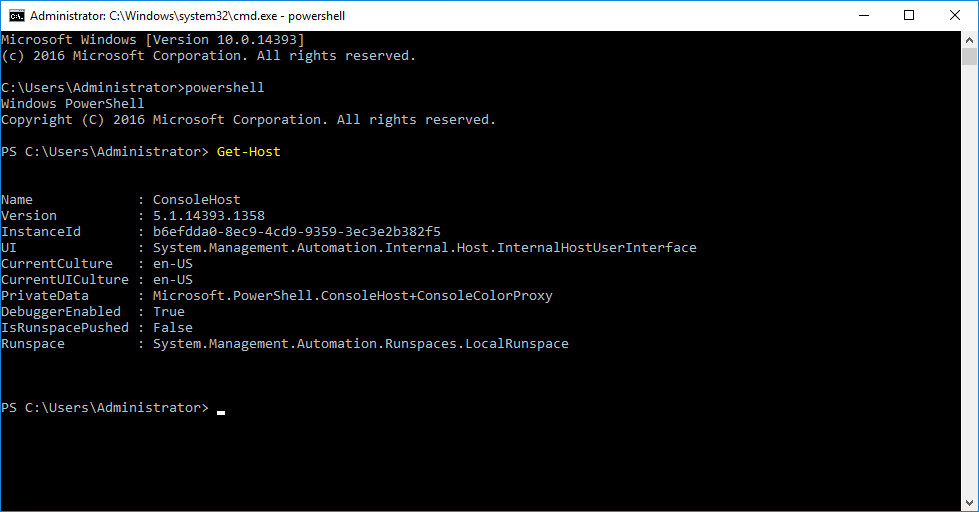 Administrator: C:\Windows\system32\cmd.exe - powershell
Microsoft Windows [Version 10.0.14393]
(c) 2016 Microsoft Corporation. All rights reserved.
C:\Users\Administrator>powershell
Windows PowerShell
Copyright (C) 2016 Microsoft Corporation. All rights reserved.
PS C:\Users\Administrator> Get-Host
Name             : ConsoleHost
Version          : 5.1.14393.1358
InstanceId       : b6efdda0-8ec9-4cd9-9359-3ec3e2b382f5
UI               : System.Management.Automation.Internal.Host.InternalHostUserInterface
CurrentCulture   : en-US
CurrentUICulture : en-US
PrivateData      : Microsoft.PowerShell.ConsoleHost+ConsoleColorProxy
DebuggerEnabled  : True
IsRunspacePushed : False
Runspace         : System.Management.Automation.Runspaces.LocalRunspace
PS C:\Users\Administrator>